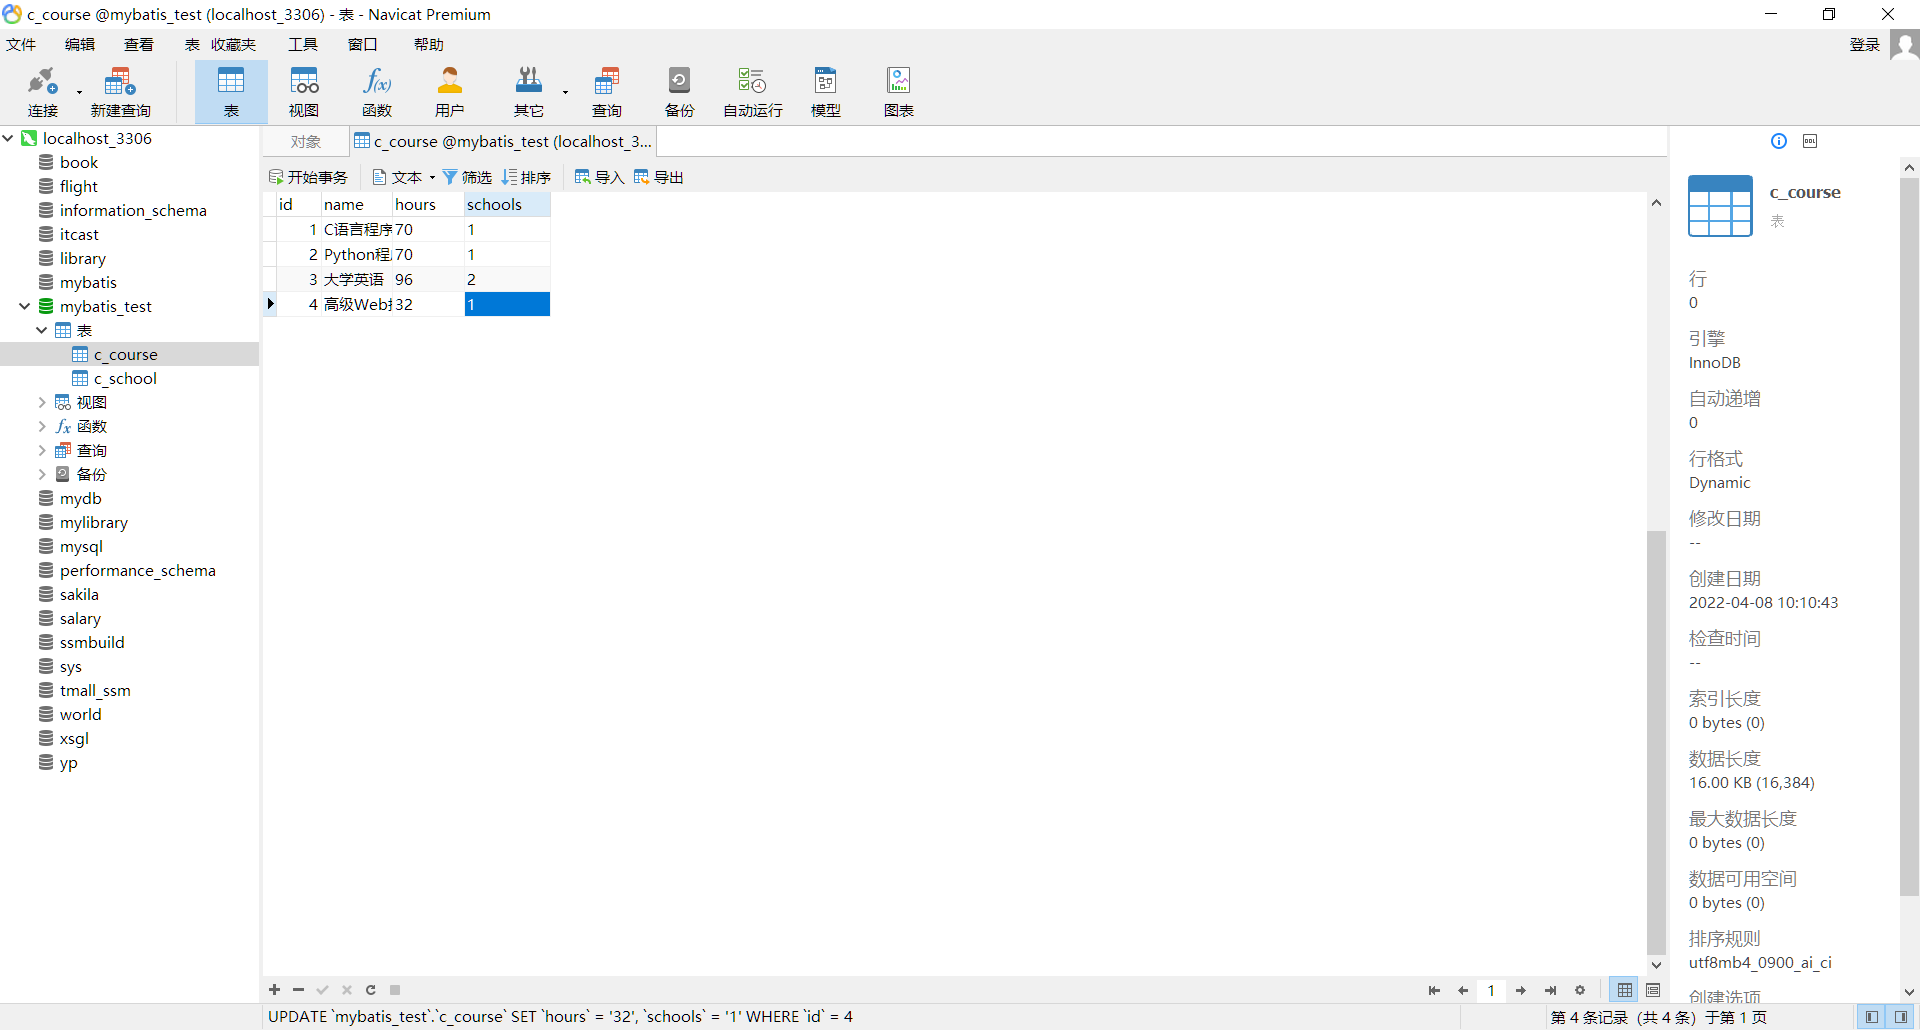 c_course @mybatis_test (localhost_3306) - 表 - Navicat Premium
文件 编辑 查看 表 收藏夹 工具 窗口 帮助 登录
连接 新建查询 表 视图 函数 用户 其它 查询 备份 自动运行 模型 图表
localhost_3306
book
flight
information_schema
itcast
library
mybatis
mybatis_test
表
c_course
c_school
视图
函数
查询
备份
mydb
mylibrary
mysql
performance_schema
sakila
salary
ssmbuild
sys
tmall_ssm
world
xsgl
yp
对象 c_course @mybatis_test (localhost_3...
开始事务 文本 筛选 排序 导入 导出
id name hours schools
1 C语言程序 70 1
2 Python程 70 1
3 大学英语 96 2
4 高级Web 32 1
1
c_course
表
行
0
引擎
InnoDB
自动递增
0
行格式
Dynamic
修改日期
--
创建日期
2022-04-08 10:10:43
检查时间
--
索引长度
0 bytes (0)
数据长度
16.00 KB (16,384)
最大数据长度
0 bytes (0)
数据可用空间
0 bytes (0)
排序规则
utf8mb4_0900_ai_ci
创建选项
UPDATE `mybatis_test`.`c_course` SET `hours` = '32', `schools` = '1' WHERE `id` = 4
第 4 条记录 (共 4 条) 于第 1 页